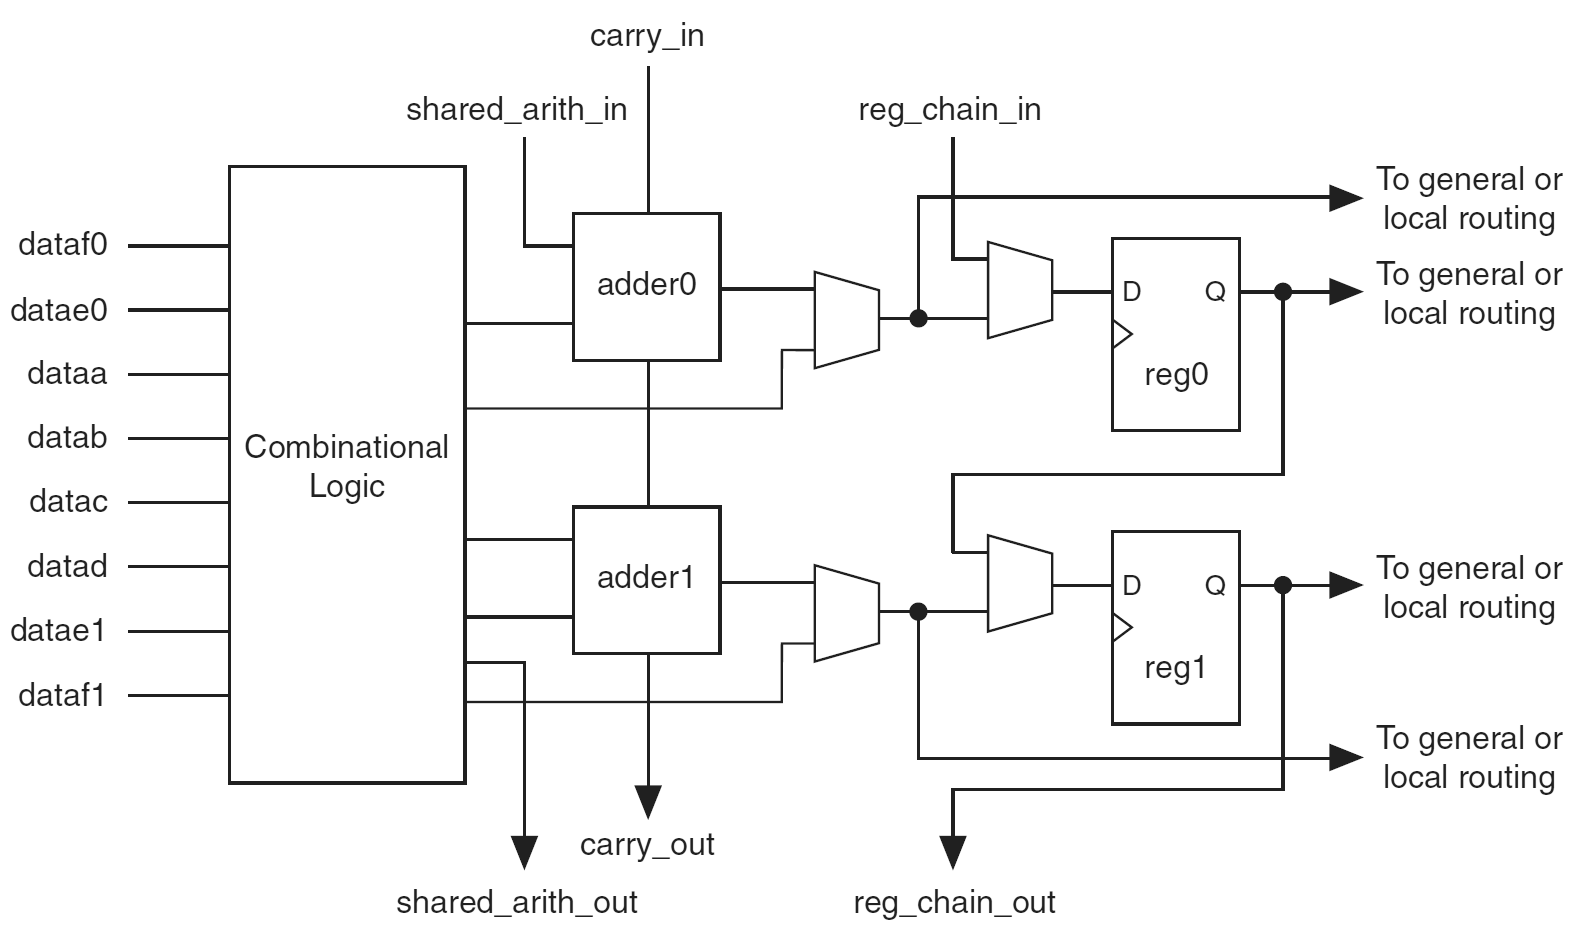 carry_in
shared_arith_in
reg_chain_in
To general or
local routing
dataf0
adder0
D
Q
To general or
local routing
datae0
dataa
reg0
datab
Combinational
Logic
datac
datad
adder1
D
Q
To general or
local routing
datae1
reg1
dataf1
To general or
local routing
carry_out
shared_arith_out
reg_chain_out